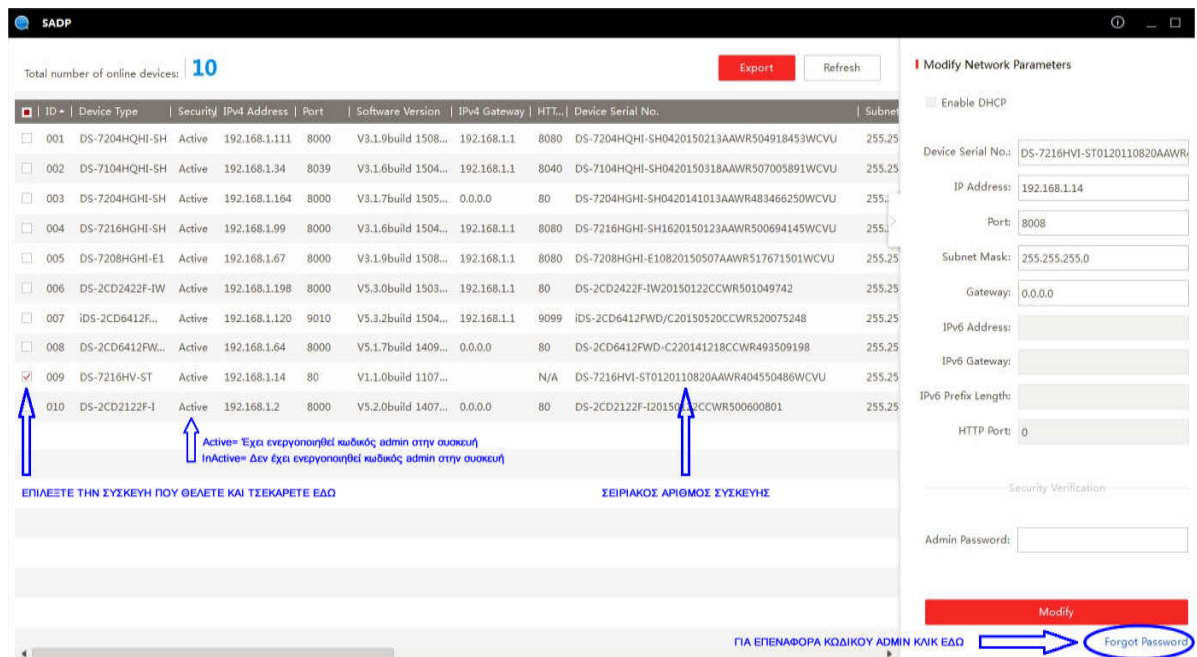 SADP
Total number of online devices: 10
Export
Refresh
ID Device Type Security IPv4 Address Port Software Version IPv4 Gateway HTT... Device Serial No. Subnet
001 DS-7204HQHI-SH Active 192.168.1.111 8000 V3.1.9build 1508... 192.168.1.1 8080 DS-7204HQHI-SH0420150213AAWR504918453WCVU 255.25
002 DS-7104HQHI-SH Active 192.168.1.34 8039 V3.1.6build 1504... 192.168.1.1 8040 DS-7104HQHI-SH0420150318AAWR507005891WCVU 255.25
003 DS-7204HGHI-SH Active 192.168.1.164 8000 V3.1.7build 1505... 0.0.0.0 80 DS-7204HGHI-SH0420141013AAWR483466250WCVU 255.
004 DS-7216HGHI-SH Active 192.168.1.99 8000 V3.1.6build 1504... 192.168.1.1 8080 DS-7216HGHI-SH1620150123AAWR500694145WCVU 255.
005 DS-7208HGHI-E1 Active 192.168.1.67 8000 V3.1.9build 1508... 192.168.1.1 8080 DS-7208HGHI-E10820150507AAWR517671501WCVU 255.25
006 DS-2CD2422F-IW Active 192.168.1.198 8000 V5.3.0build 1503... 192.168.1.1 80 DS-2CD2422F-IW20150122CCWR501049742 255.25
007 iDS-2CD6412F... Active 192.168.1.120 9010 V5.3.2build 1504... 192.168.1.1 9099 iDS-2CD6412FWD/C20150520CCWR520075248 255.25
008 DS-2CD6412FW... Active 192.168.1.64 8000 V5.1.7build 1409... 0.0.0.0 80 DS-2CD6412FWD-C220141218CCWR493509198 255.25
009 DS-7216HV-ST Active 192.168.1.14 80 V1.1.0build 1107... N/A DS-7216HVI-ST0120110820AAWR404550486WCVU 255.25
010 DS-2CD2122F-I Active 192.168.1.2 8000 V5.2.0build 1407... 0.0.0.0 80 255.25
Active= Έχει ενεργοποιηθεί κωδικός admin στην συσκευή
InActive= Δεν έχει ενεργοποιηθεί κωδικός admin στην συσκευή
ΕΠΙΛΕΞΤΕ ΤΗΝ ΣΥΣΚΕΥΗ ΠΟΥ ΘΕΛΕΤΕ ΚΑΙ ΤΣΕΚΑΡΕΤΕ ΕΔΩ
ΣΕΙΡΙΑΚΟΣ ΑΡΙΘΜΟΣ ΣΥΣΚΕΥΗΣ
Modify Network Parameters
Enable DHCP
Device Serial No.: DS-7216HVI-ST0120110820AAWR
IP Address: 192.168.1.14
Port: 8008
Subnet Mask: 255.255.255.0
Gateway: 0.0.0.0
IPv6 Address:
IPv6 Gateway:
IPv6 Prefix Length:
HTTP Port: 0
Security Verification
Admin Password:
Modify
ΓΙΑ ΕΠΕΝΑΦΟΡΑ ΚΩΔΙΚΟΥ ADMIN ΚΛΙΚ ΕΔΩ
Forgot Password